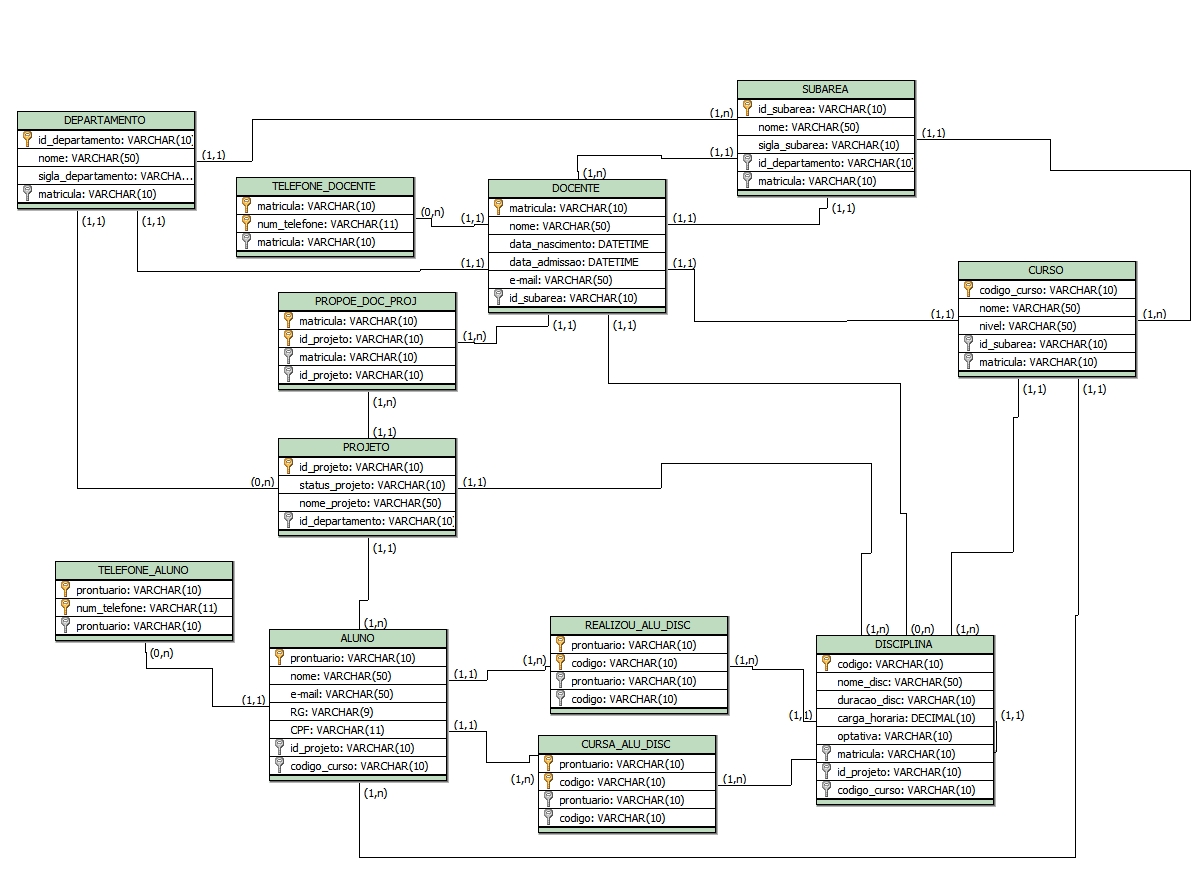 SUBAREA
id_subarea: VARCHAR(10)
nome: VARCHAR(50)
sigla_subarea: VARCHAR(10)
id_departamento: VARCHAR(10)
matricula: VARCHAR(10)
DEPARTAMENTO
id_departamento: VARCHAR(10)
nome: VARCHAR(50)
sigla_departamento: VARCHA...
matricula: VARCHAR(10)
(1,1)
(1,n)
(1,1)
(1,1)
(1,n)
(1,1)
(1,1)
(1,1)
TELEFONE_DOCENTE
matricula: VARCHAR(10)
num_telefone: VARCHAR(11)
matricula: VARCHAR(10)
(0,n)
(1,1)
(1,1)
DOCENTE
matricula: VARCHAR(10)
nome: VARCHAR(50)
data_nascimento: DATETIME
data_admissao: DATETIME
e-mail: VARCHAR(50)
id_subarea: VARCHAR(10)
(1,1)
(1,1)
(1,1)
(1,1)
CURSO
codigo_curso: VARCHAR(10)
nome: VARCHAR(50)
nivel: VARCHAR(50)
id_subarea: VARCHAR(10)
matricula: VARCHAR(10)
(1,1)
(1,n)
(1,1)
(1,1)
PROPOE_DOC_PROJ
matricula: VARCHAR(10)
id_projeto: VARCHAR(10)
matricula: VARCHAR(10)
id_projeto: VARCHAR(10)
(1,n)
(1,n)
(1,1)
PROJETO
id_projeto: VARCHAR(10)
status_projeto: VARCHAR(10)
nome_projeto: VARCHAR(50)
id_departamento: VARCHAR(10)
(0,n)
(1,1)
(1,1)
TELEFONE_ALUNO
prontuario: VARCHAR(10)
num_telefone: VARCHAR(11)
prontuario: VARCHAR(10)
(0,n)
(1,1)
(1,n)
ALUNO
prontuario: VARCHAR(10)
nome: VARCHAR(50)
e-mail: VARCHAR(50)
RG: VARCHAR(9)
CPF: VARCHAR(11)
id_projeto: VARCHAR(10)
codigo_curso: VARCHAR(10)
(1,1)
(1,1)
(1,n)
REALIZOU_ALU_DISC
prontuario: VARCHAR(10)
codigo: VARCHAR(10)
prontuario: VARCHAR(10)
codigo: VARCHAR(10)
(1,n)
(1,n)
CURSA_ALU_DISC
prontuario: VARCHAR(10)
codigo: VARCHAR(10)
prontuario: VARCHAR(10)
codigo: VARCHAR(10)
(1,n)
(1,n)
(1,n)
(0,n)
(1,n)
DISCIPLINA
codigo: VARCHAR(10)
nome_disc: VARCHAR(50)
duracao_disc: VARCHAR(10)
carga_horaria: DECIMAL(10)
optativa: VARCHAR(10)
matricula: VARCHAR(10)
id_projeto: VARCHAR(10)
codigo_curso: VARCHAR(10)
(1,1)
(1,1)